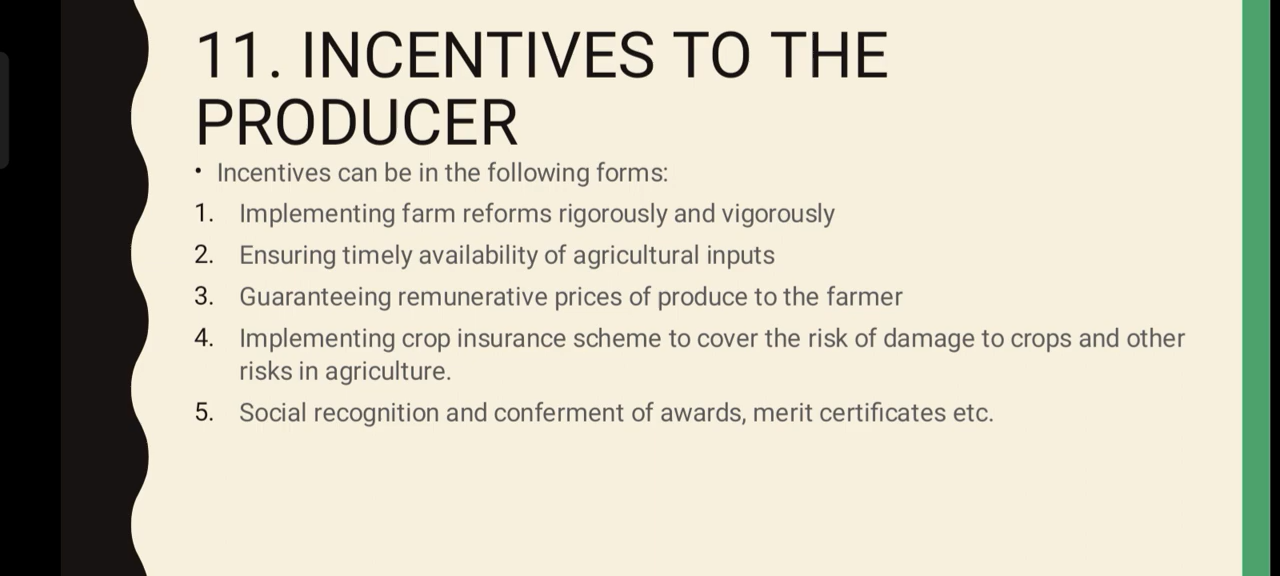 11. INCENTIVES TO THE
PRODUCER
• Incentives can be in the following forms:
1. Implementing farm reforms rigorously and vigorously
2. Ensuring timely availability of agricultural inputs
3. Guaranteeing remunerative prices of produce to the farmer
4. Implementing crop insurance scheme to cover the risk of damage to crops and other
risks in agriculture.
5. Social recognition and conferment of awards, merit certificates etc.